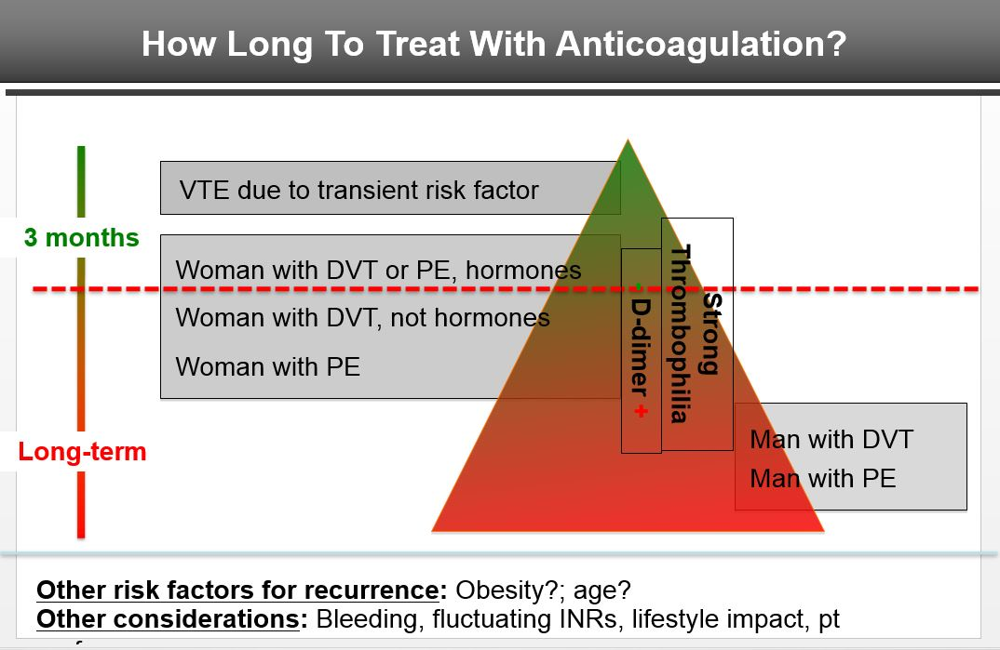 How Long To Treat With Anticoagulation?
VTE due to transient risk factor
3 months
Woman with DVT or PE, hormones
Woman with DVT, not hormones
Woman with PE
Long-term
- D-dimer +
Strong
Thrombophilia
Man with DVT
Man with PE
Other risk factors for recurrence: Obesity?; age?
Other considerations: Bleeding, fluctuating INRs, lifestyle impact, pt